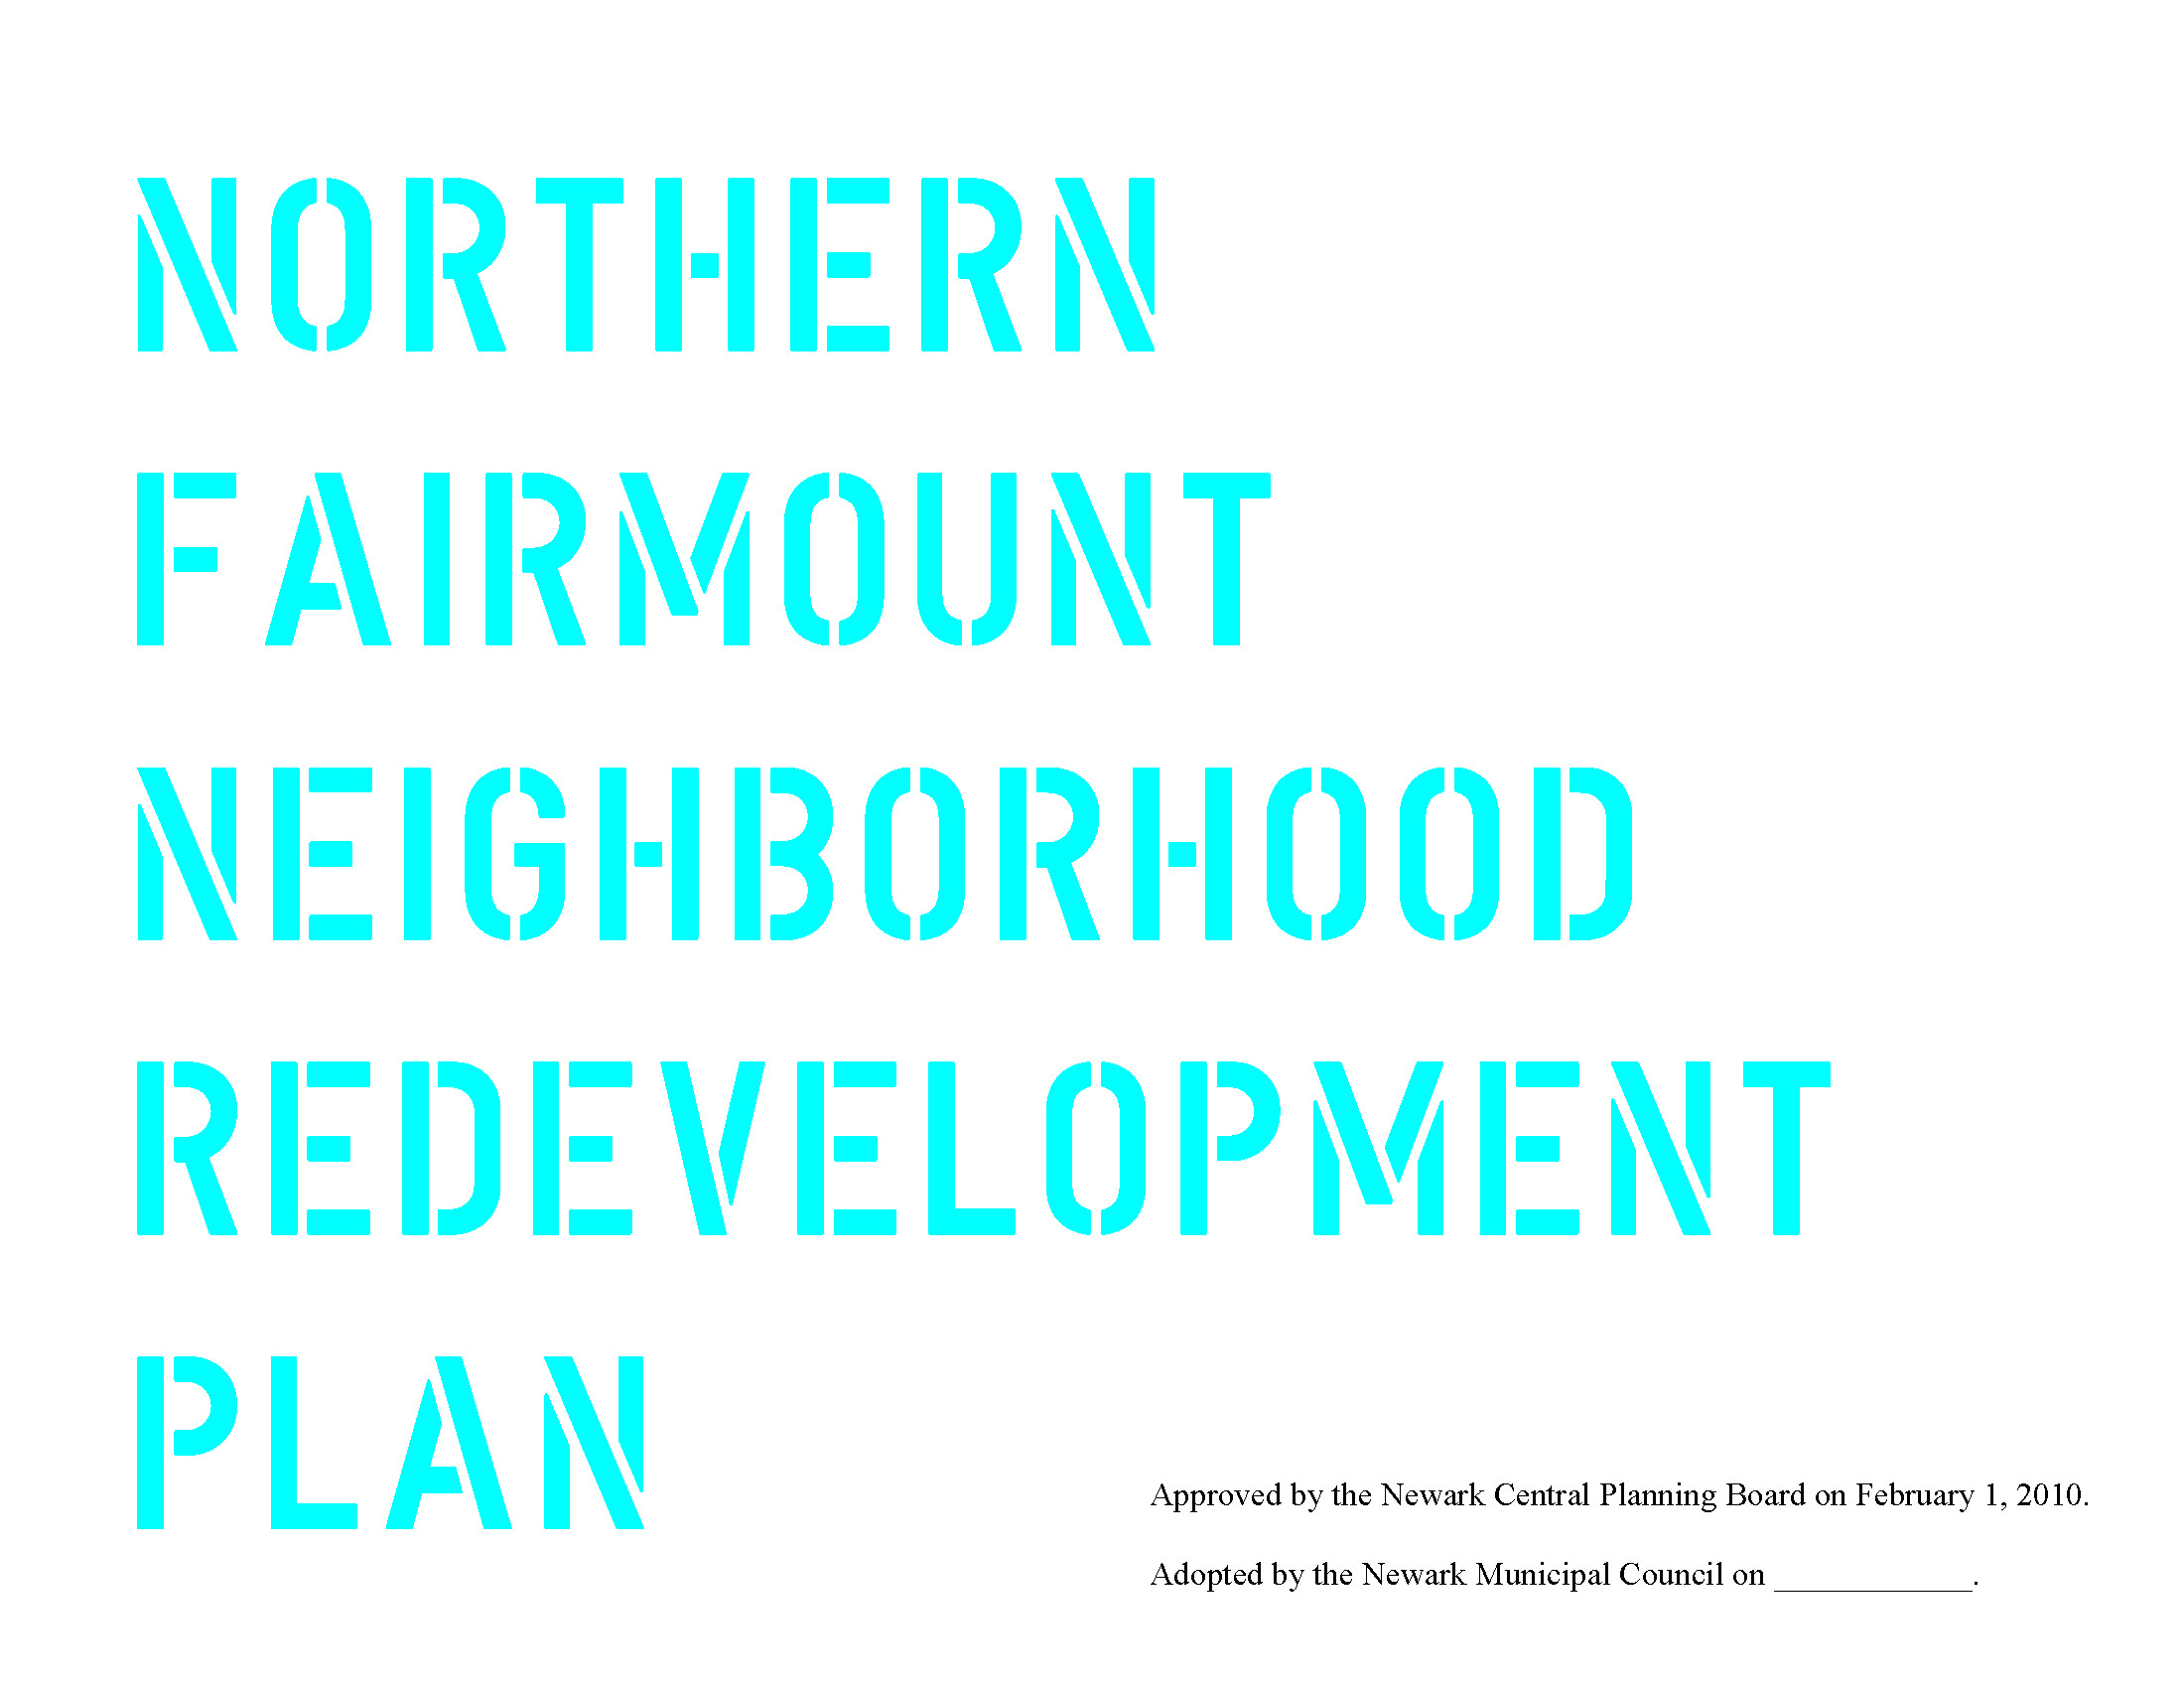 NORTHERN
FAIRMOUNT
NEIGHBORHOOD
REDEVELOPMENT
PLAN
Approved by the Newark Central Planning Board on February 1, 2010.
Adopted by the Newark Municipal Council on ____________.